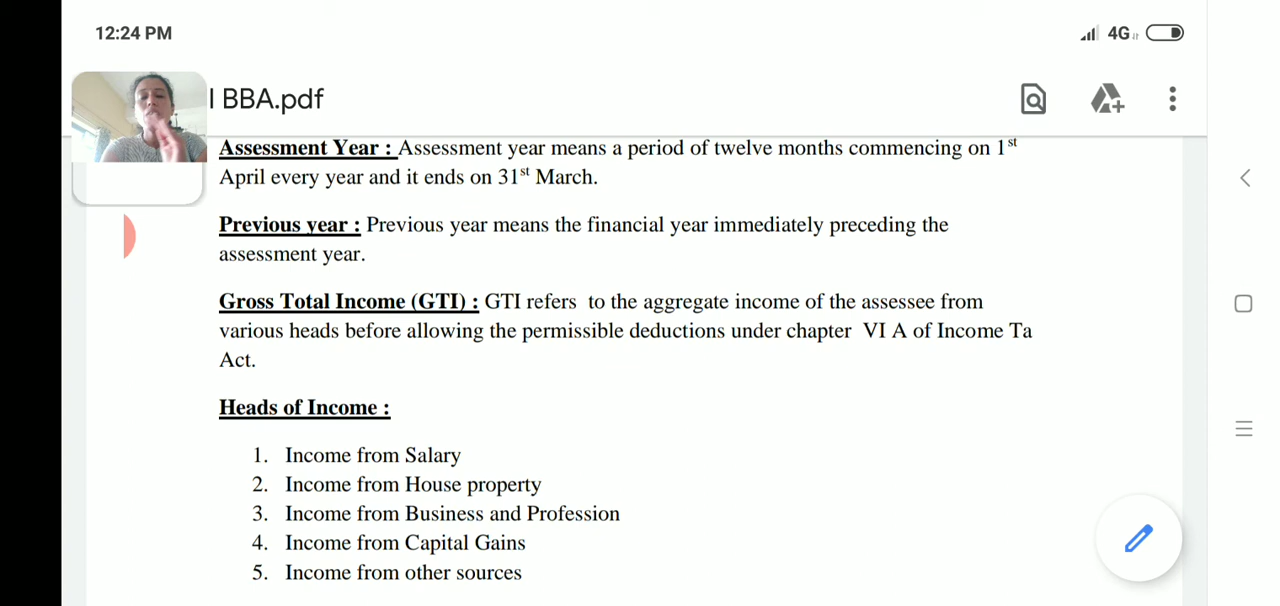 12:24 PM
4G
I BBA.pdf
Assessment Year : Assessment year means a period of twelve months commencing on 1st
April every year and it ends on 31st March.
Previous year : Previous year means the financial year immediately preceding the
assessment year.
Gross Total Income (GTI) : GTI refers to the aggregate income of the assessee from
various heads before allowing the permissible deductions under chapter VI A of Income Ta
Act.
Heads of Income :
1. Income from Salary
2. Income from House property
3. Income from Business and Profession
4. Income from Capital Gains
5. Income from other sources